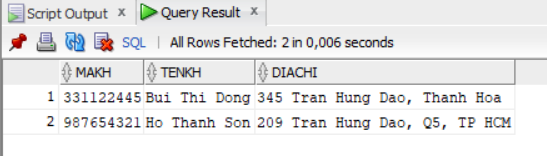 Script Output x Query Result x
SQL | All Rows Fetched: 2 in 0,006 seconds
MAKH TENKH DIACHI
1 331122445 Bui Thi Dong 345 Tran Hung Dao, Thanh Hoa
2 987654321 Ho Thanh Son 209 Tran Hung Dao, Q5, TP HCM